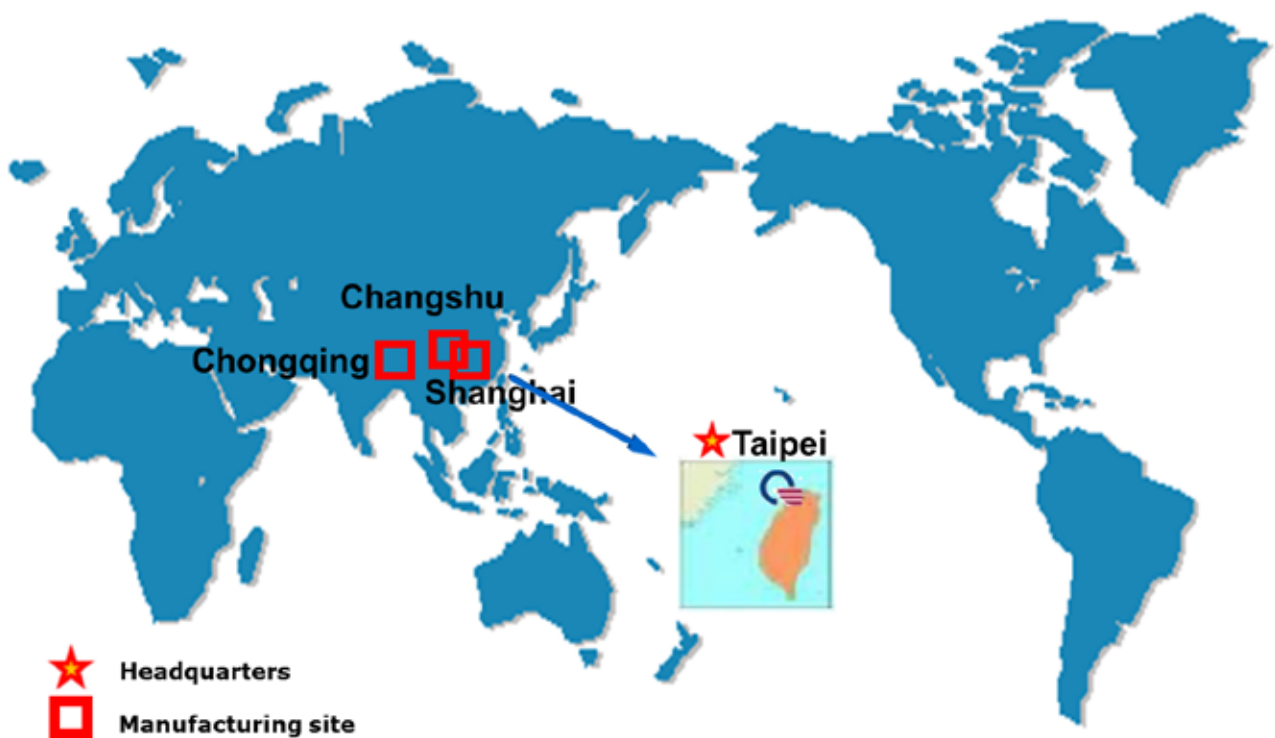 Changshu
Chongqing
Shanghai
Taipei
Headquarters
Manufacturing site